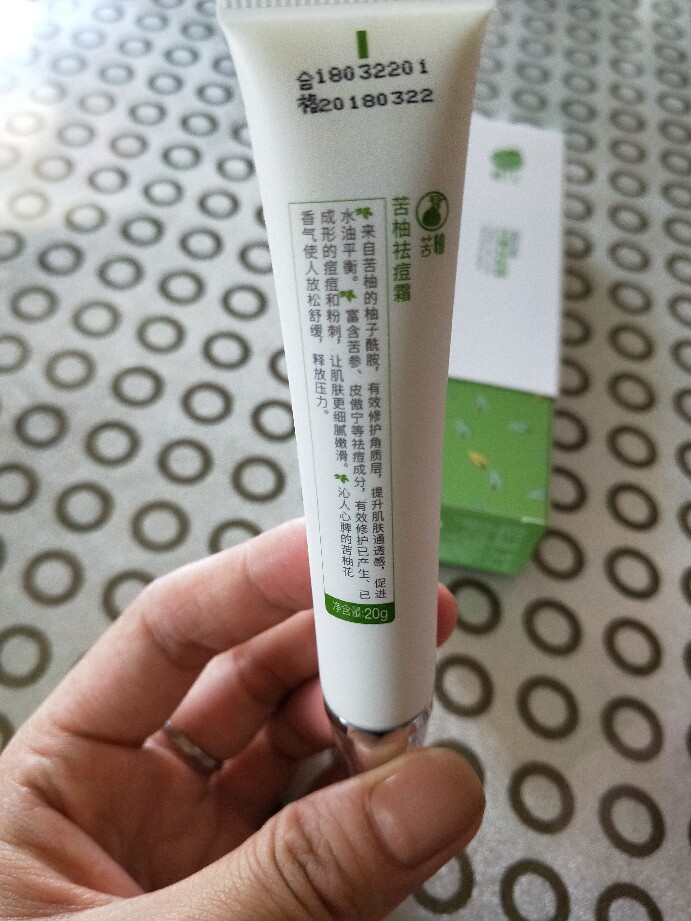 合18032201
格20180322
苦柚
苦柚祛痘霜
来自苦柚的柚子酰胺，有效修护角质层，提升肌肤通透感，促进
水油平衡。富含苦参、皮傲宁等祛痘成分，有效修护已产生、已
成形的痘痘和粉刺，让肌肤更细腻嫩滑。沁人心脾的苦柚花
香气使人放松舒缓，释放压力。
净含量:20g